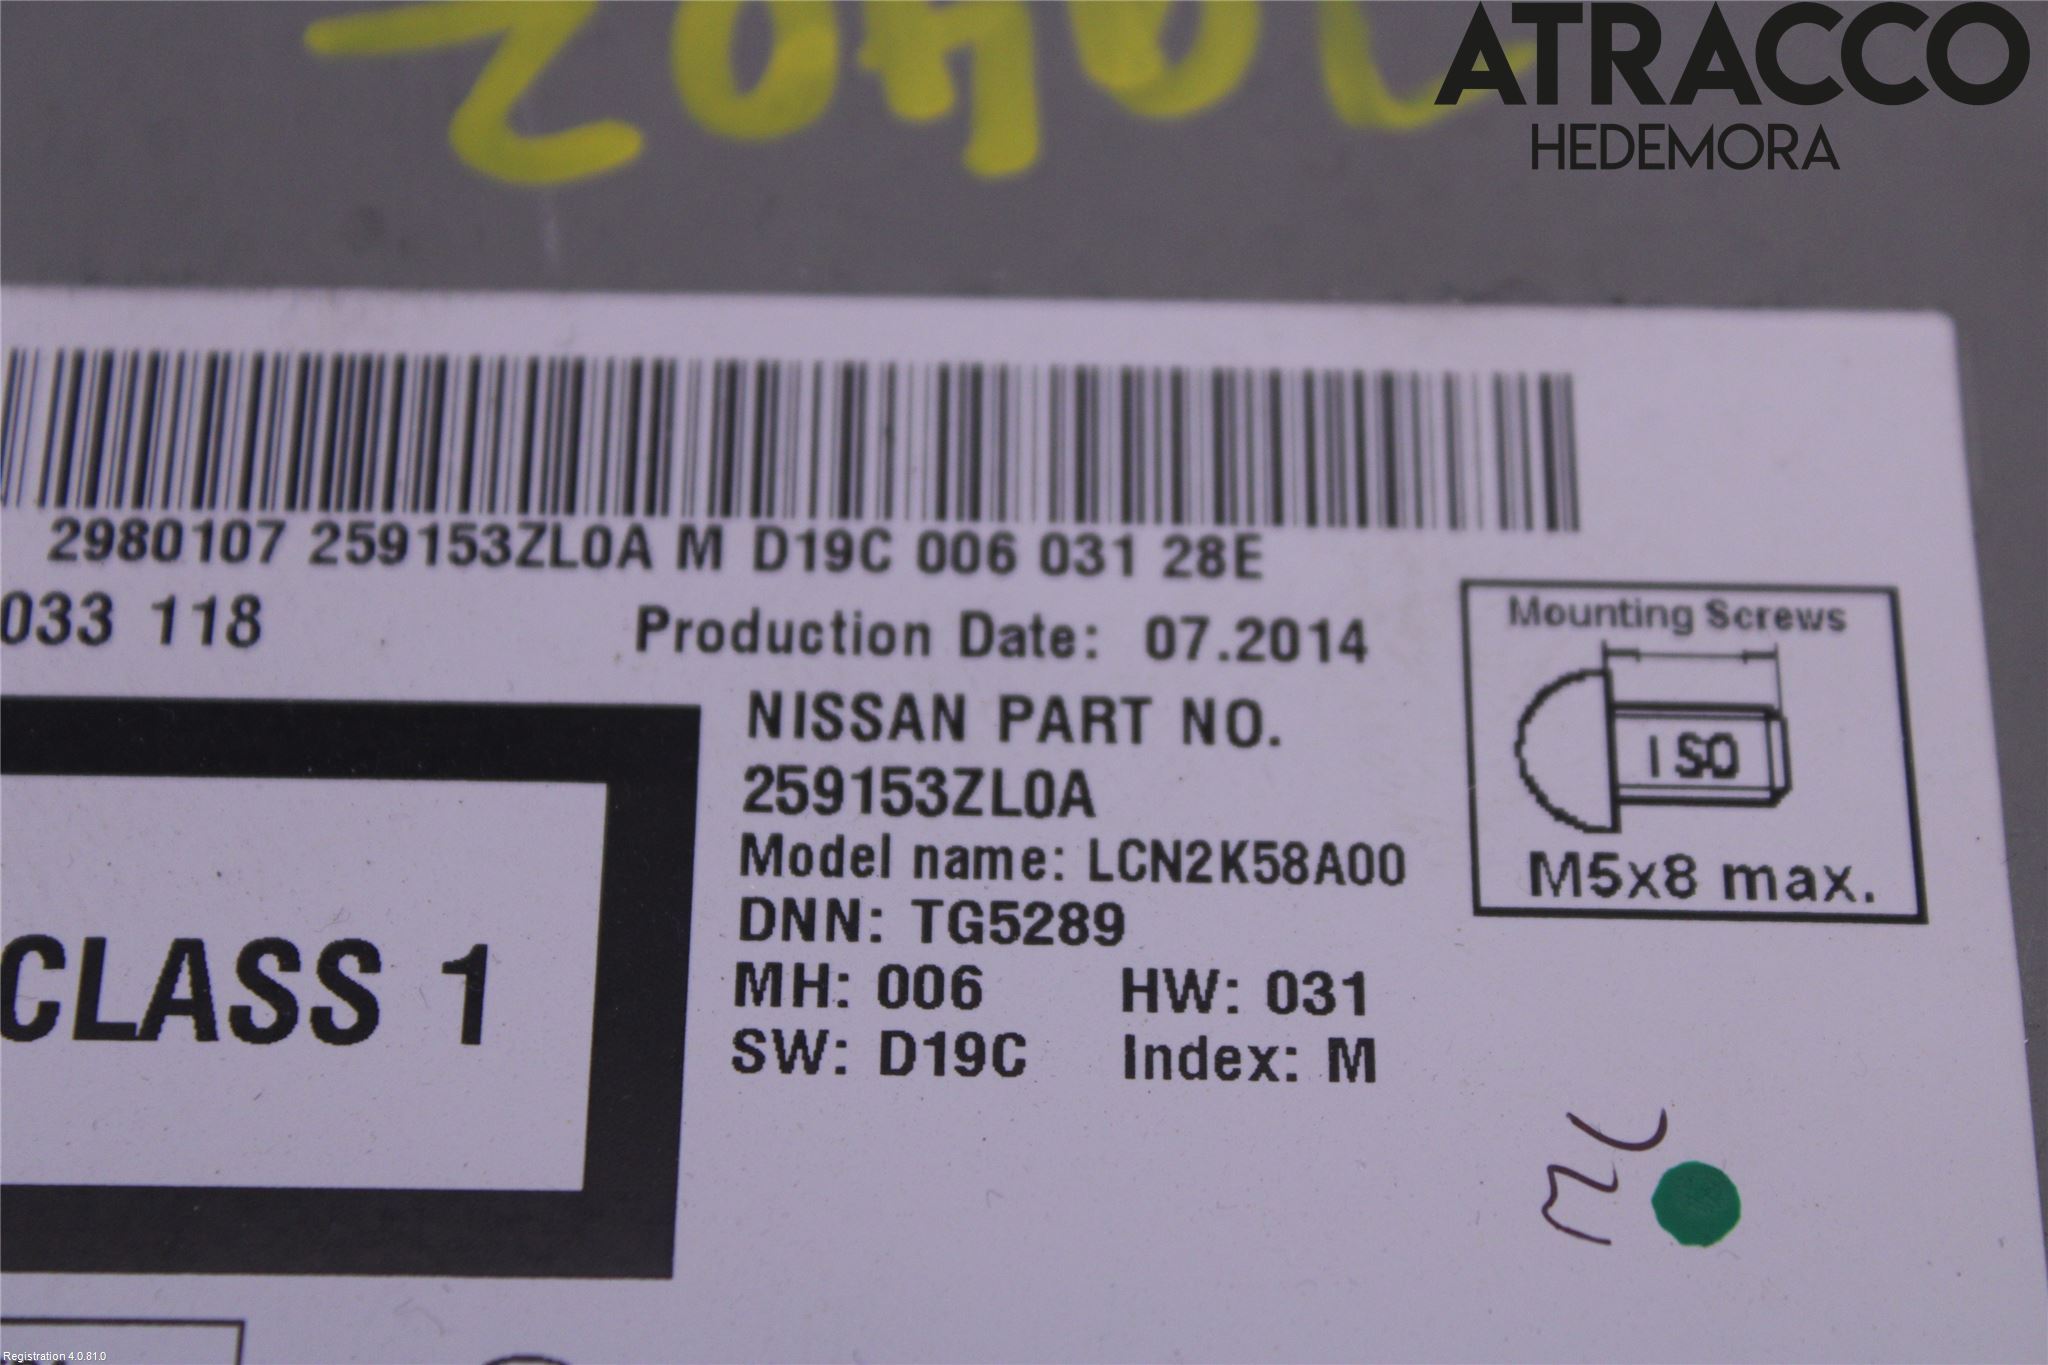 ATRACCO
HEDEMORA
2980107 259153ZL0A M D19C 006 031 28E
033 118
Production Date: 07.2014
Mounting Screws
ISO
M5x8 max.
NISSAN PART NO.
259153ZL0A
Model name: LCN2K58A00
DNN: TG5289
MH: 006 HW: 031
SW: D19C Index: M
CLASS 1
Registration 4.0.81.0